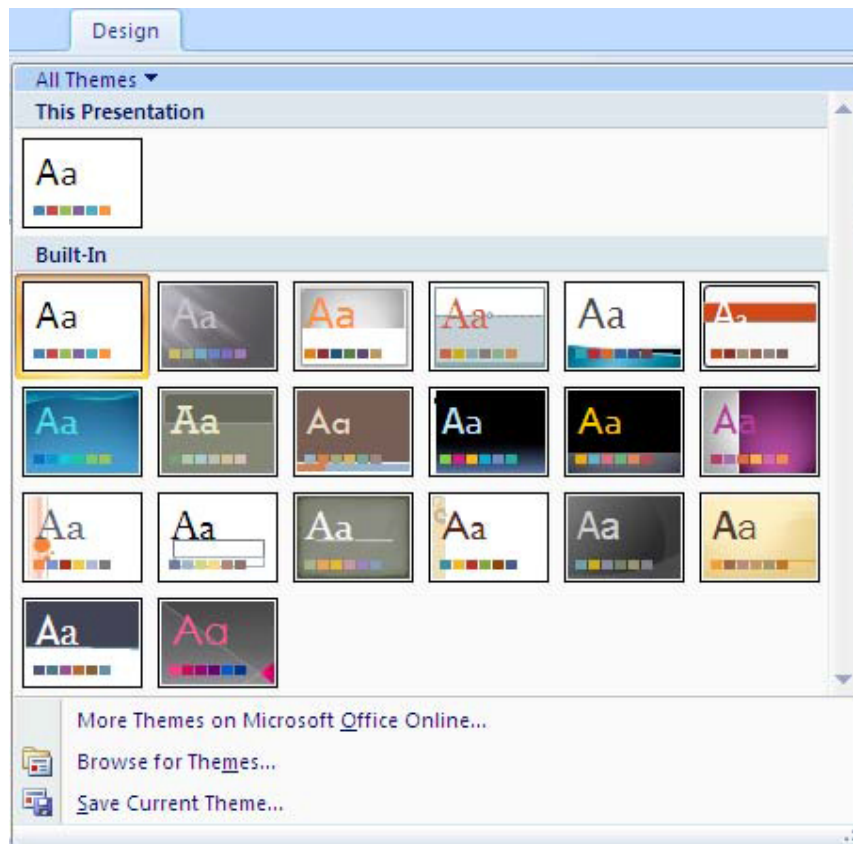 Design
All Themes
This Presentation
Aa
Built-In
Aa Aa Aa Aa Aa Aa
Aa Aa Aa Aa Aa Aa
Aa Aa Aa Aa Aa Aa
Aa Aa
More Themes on Microsoft Office Online...
Browse for Themes...
Save Current Theme...